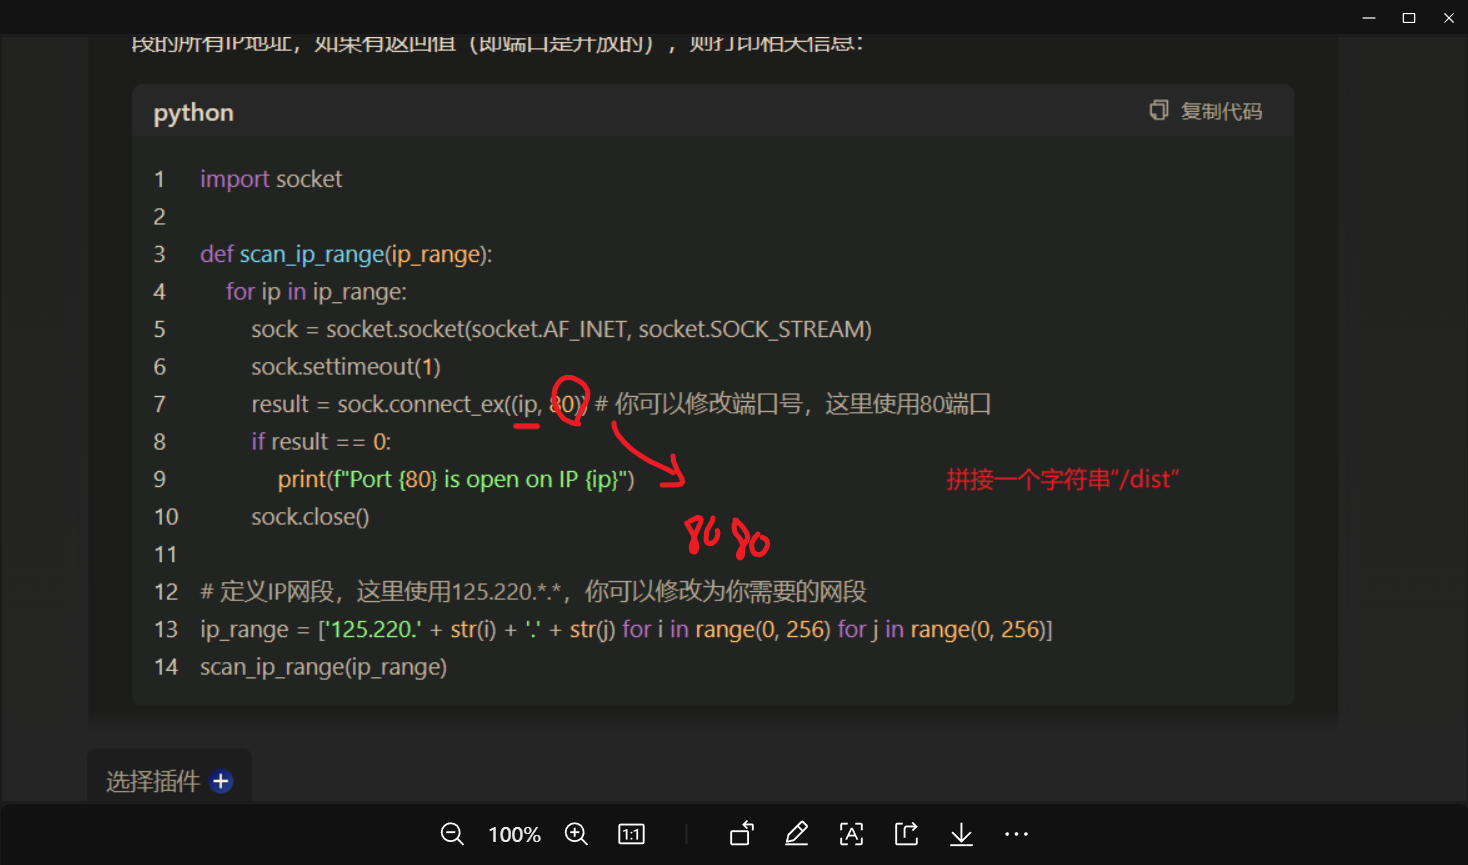 段的所有IP地址，如果有返回值（即端口是开放的），则打印相关信息：
python
复制代码
1 import socket
2
3 def scan_ip_range(ip_range):
4 for ip in ip_range:
5 sock = socket.socket(socket.AF_INET, socket.SOCK_STREAM)
6 sock.settimeout(1)
7 result = sock.connect_ex((ip, 80)) # 你可以修改端口号，这里使用80端口
8 if result == 0:
9 print(f"Port {80} is open on IP {ip}")
拼接一个字符串“/dist”
10 sock.close()
8080
11
12 # 定义IP网段，这里使用125.220.*.*，你可以修改为你需要的网段
13 ip_range = ['125.220.' + str(i) + '.' + str(j) for i in range(0, 256) for j in range(0, 256)]
14 scan_ip_range(ip_range)
选择插件
100%
1:1
A